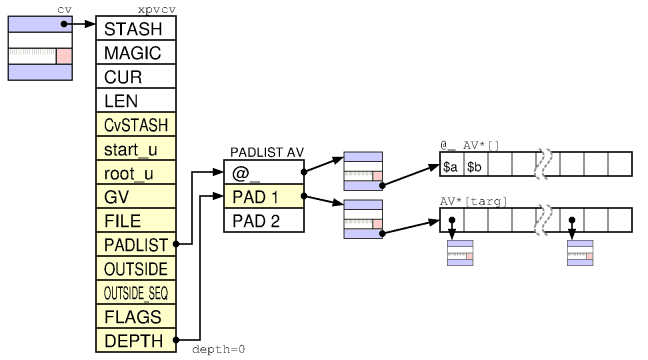 cv
xpvcv
STASH
MAGIC
CUR
LEN
CvSTASH
start_u
root_u
GV
FILE
PADLIST
OUTSIDE
OUTSIDE_SEQ
FLAGS
DEPTH
depth=0
PADLIST AV
@_
PAD 1
PAD 2
@_ AV*[]
$a $b
AV*[targ]